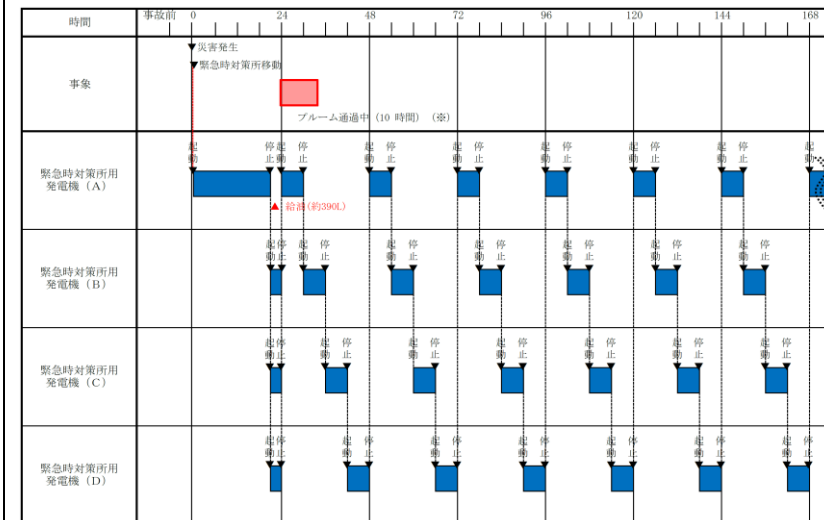 時間 事故前 0 24 48 72 96 120 144 168
事象
災害発生
緊急時対策所移動
プルーム通過中（10 時間）（※）
起動 停止 起動 停止 起動 停止 起動 停止 起動 停止 起動 停止 起動 停止 起動
緊急時対策所用
発電機（A）
給油(約390L)
起動 停止 起動 停止 起動 停止 起動 停止 起動 停止 起動 停止 起動 停止
緊急時対策所用
発電機（B）
起動 停止 起動 停止 起動 停止 起動 停止 起動 停止 起動 停止 起動 停止
緊急時対策所用
発電機（C）
起動 停止 起動 停止 起動 停止 起動 停止 起動 停止 起動 停止 起動 停止
緊急時対策所用
発電機（D）